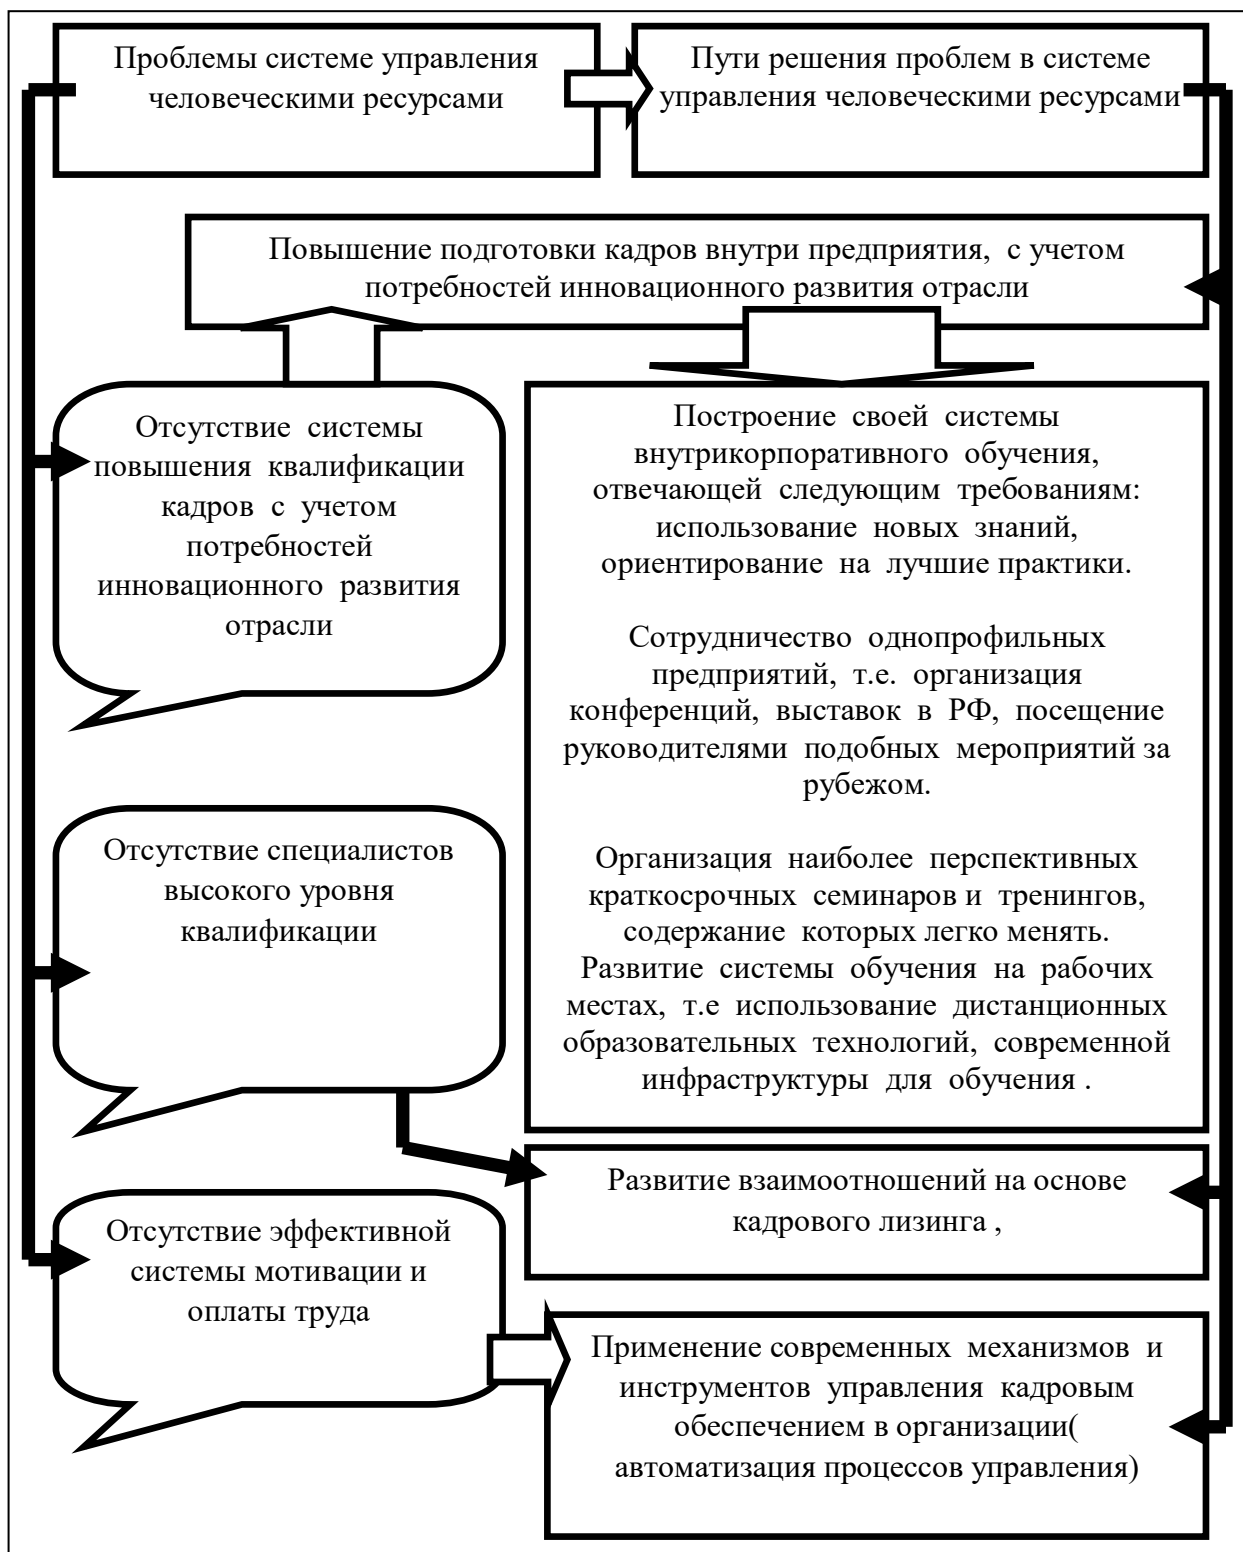 Проблемы системе управления
человеческими ресурсами
Пути решения проблем в системе
управления человеческими ресурсами
Повышение подготовки кадров внутри предприятия, с учетом
потребностей инновационного развития отрасли
Отсутствие системы
повышения квалификации
кадров с учетом
потребностей
инновационного развития
отрасли
Построение своей системы
внутрикорпоративного обучения,
отвечающей следующим требованиям:
использование новых знаний,
ориентирование на лучшие практики.
Сотрудничество однопрофильных
предприятий, т.е. организация
конференций, выставок в РФ, посещение
руководителями подобных мероприятий за
рубежом.
Организация наиболее перспективных
краткосрочных семинаров и тренингов,
содержание которых легко менять.
Развитие системы обучения на рабочих
местах, т.е использование дистанционных
образовательных технологий, современной
инфраструктуры для обучения .
Отсутствие специалистов
высокого уровня
квалификации
Развитие взаимоотношений на основе
кадрового лизинга ,
Отсутствие эффективной
системы мотивации и
оплаты труда
Применение современных механизмов и
инструментов управления кадровым
обеспечением в организации(
автоматизация процессов управления)